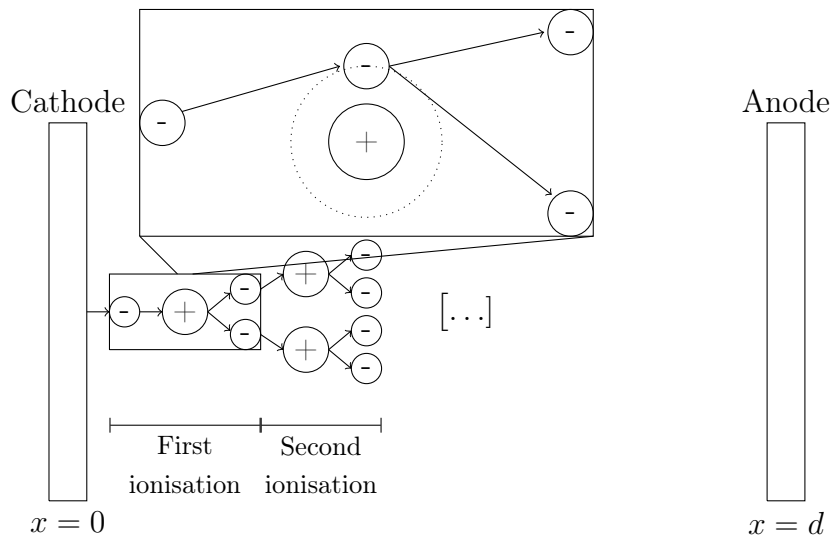 -
-
-
+
-
Cathode
Anode
-
+
-
-
+
+
-
-
-
-
[...]
First
ionisation
Second
ionisation
x = 0
x = d